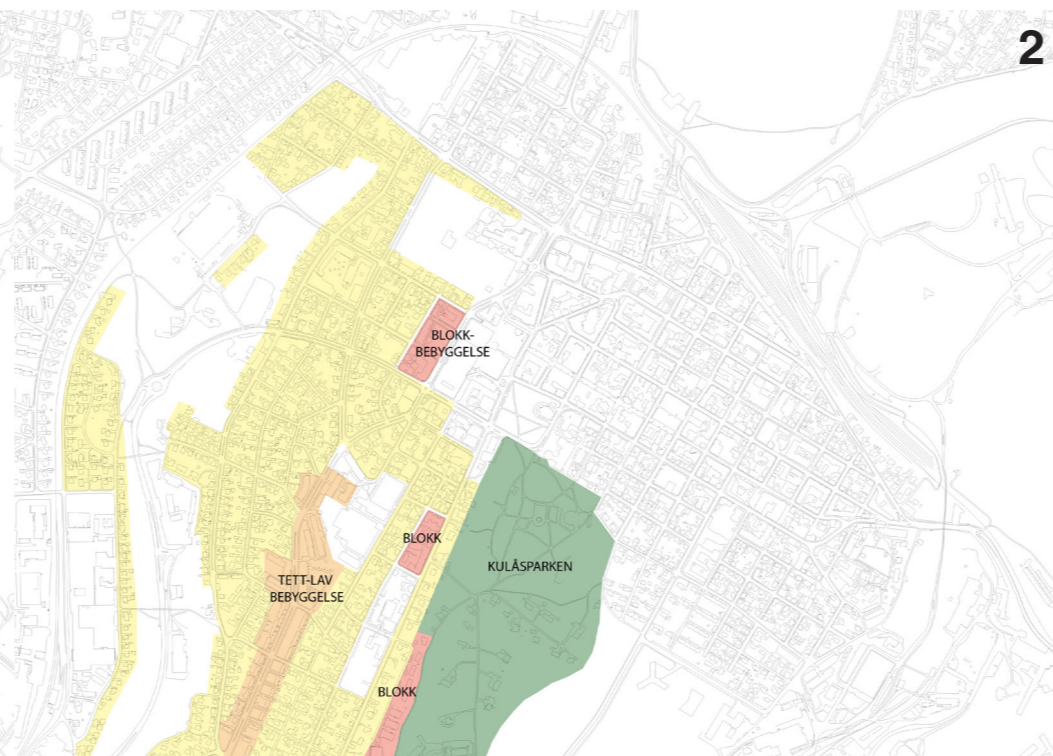 2
BLOKK-
BEBYGGELSE
BLOKK
KULÅSPARKEN
TETT-LAV
BEBYGGELSE
BLOKK